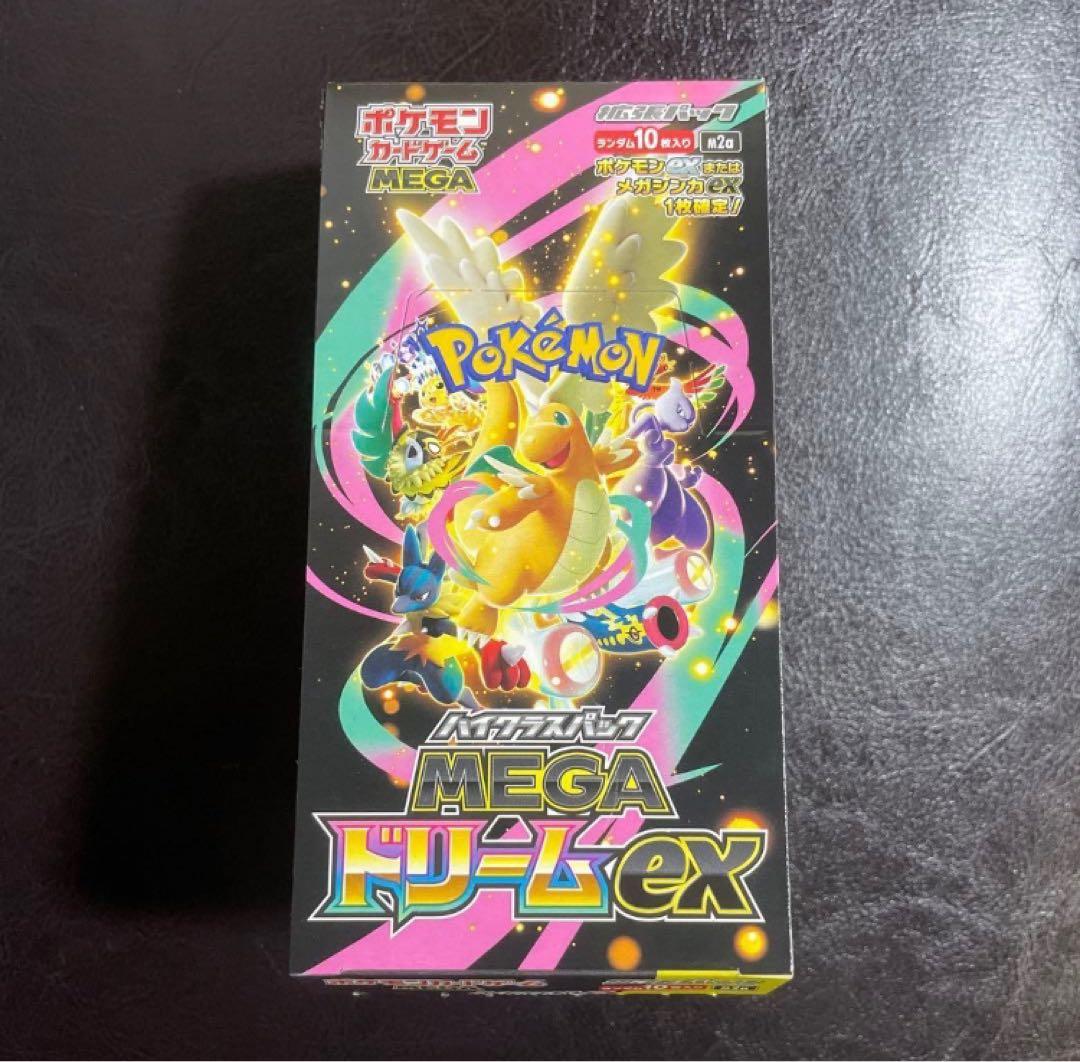 ポケモン
カードゲーム
MEGA
拡張パック
ランダム10枚入り m2a
ポケモンexまたは
メガシンカex
1枚確定!
POKéMON
ハイクラスパック
MEGA
ドリームex